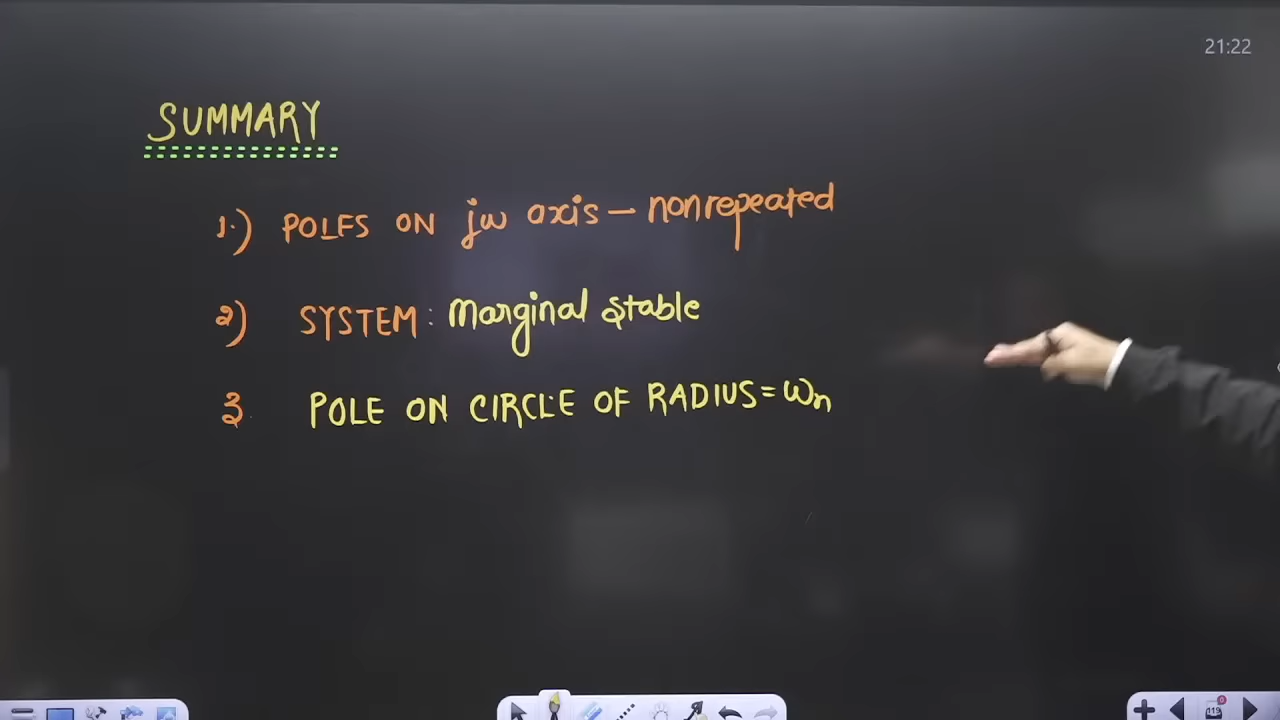 21:22
SUMMARY
1.) POLES ON jω axis – nonrepeated
2) SYSTEM: Marginal stable
3 POLE ON CIRCLE OF RADIUS = ωn
119